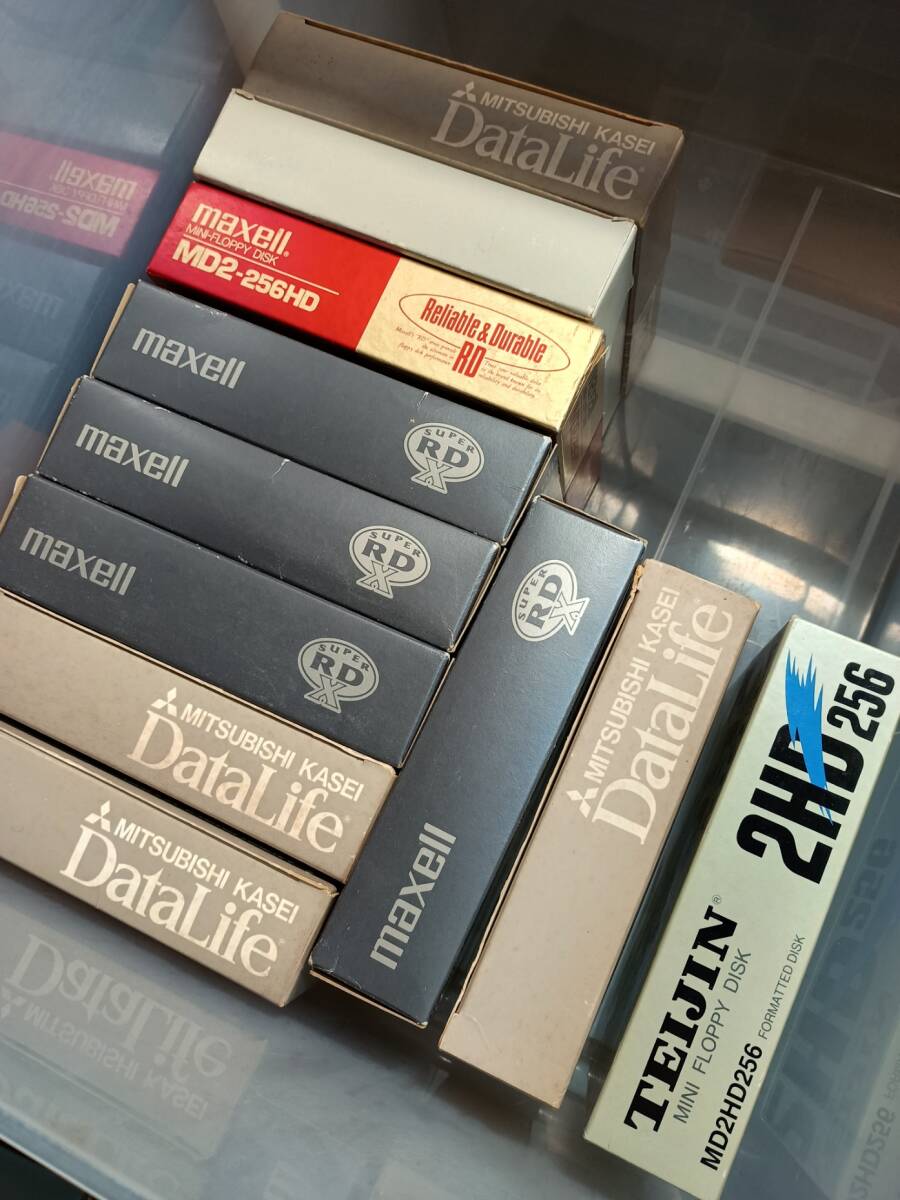 MITSUBISHI KASEI
DataLife
maxell®
MINI-FLOPPY DISK
MD2-256HD
Reliable & Durable
RD
maxell
SUPER
RD
X
maxell
SUPER
RD
X
maxell
SUPER
RD
X
MITSUBISHI KASEI
DataLife
MITSUBISHI KASEI
DataLife
maxell
SUPER
RD
X
MITSUBISHI KASEI
DataLife
TEIJIN®
MINI FLOPPY DISK
MD2HD256 FORMATTED DISK
2HD 256